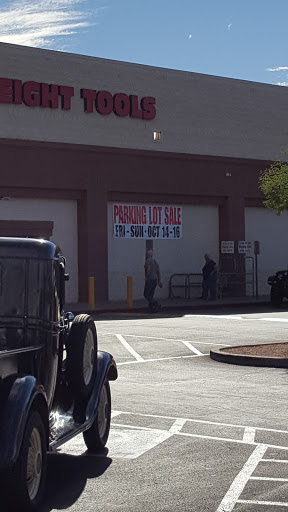 EIGHT TOOLS
PARKING LOT SALE
FRI - SUN - OCT 14-16